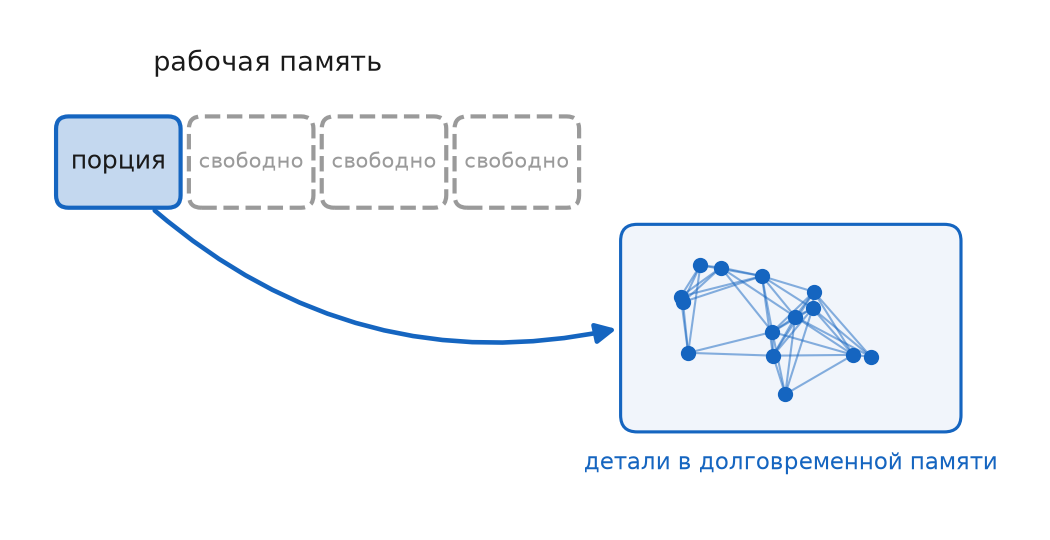 рабочая память
порция
свободно
свободно
свободно
детали в долговременной памяти